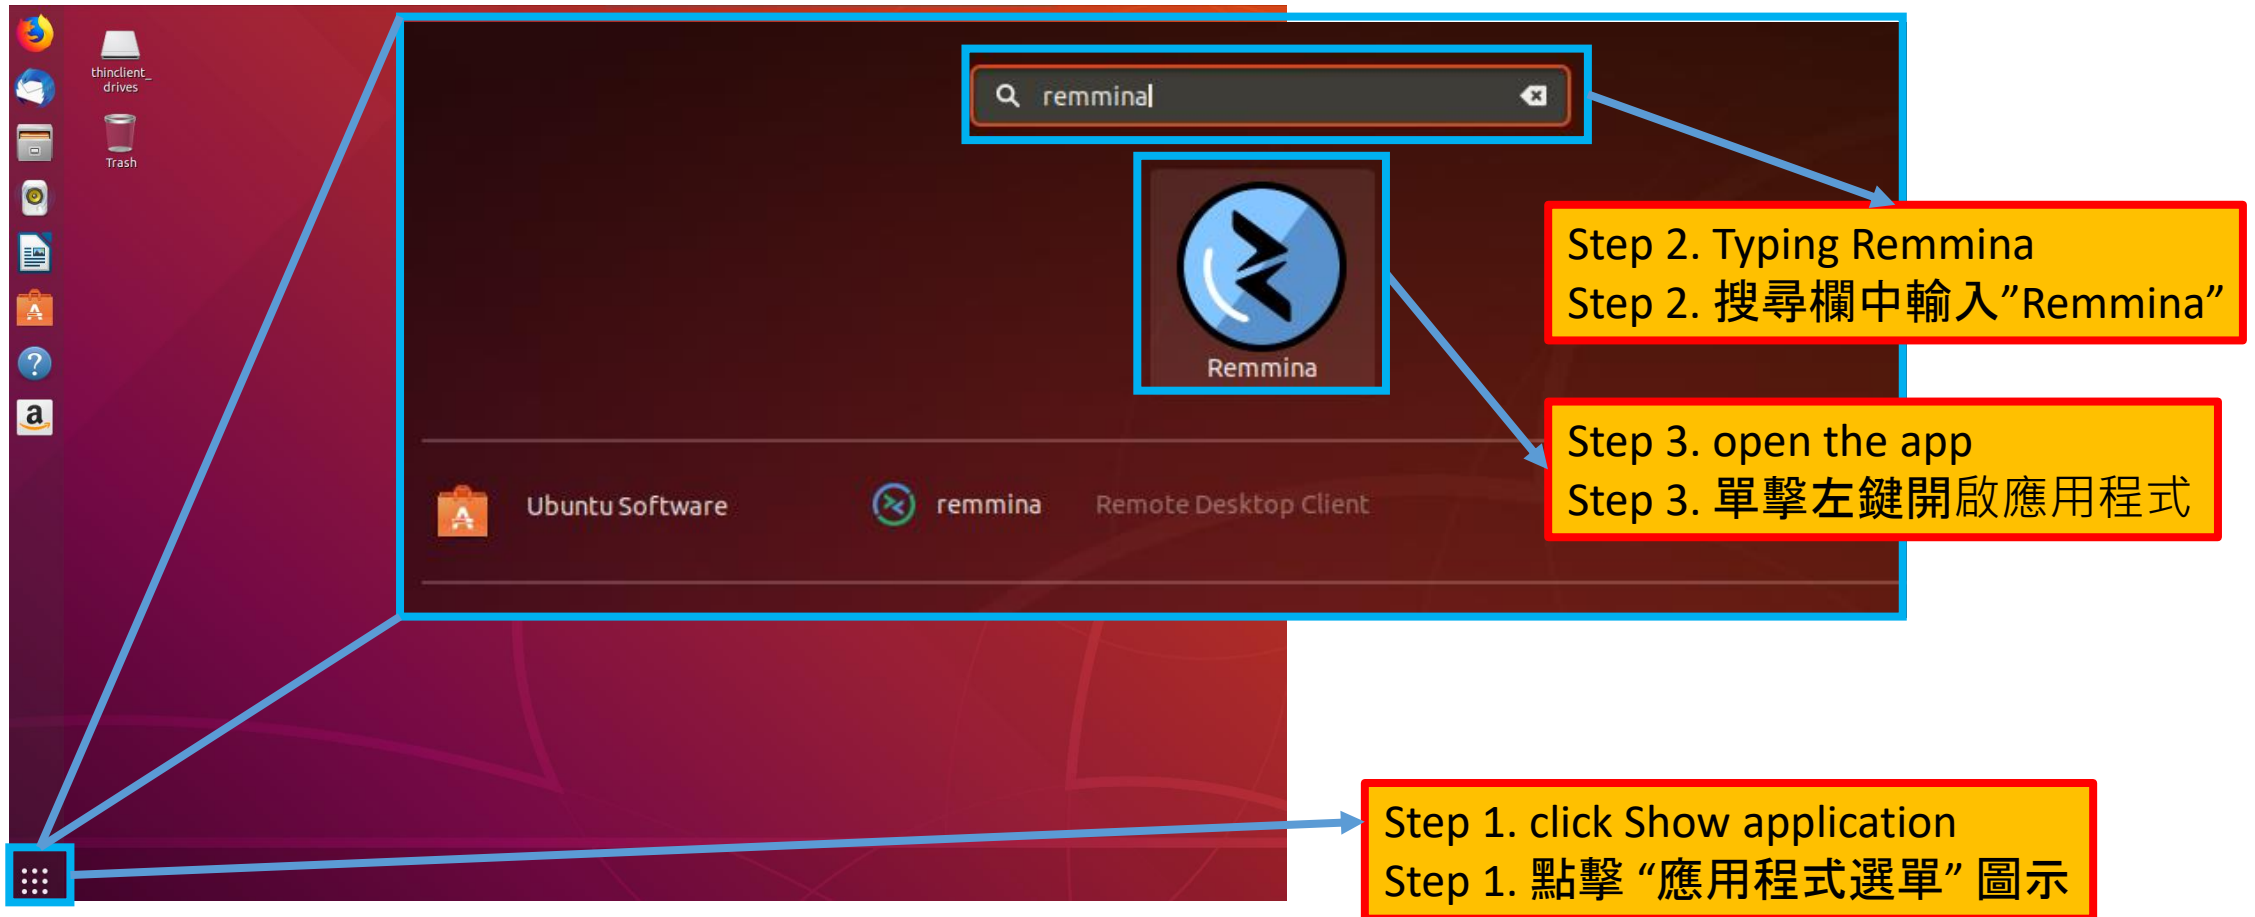 thinclient_
drives
Trash
remmina
Remmina
Ubuntu Software
remmina
Remote Desktop Client
Step 2. Typing Remmina
Step 2. 搜尋欄中輸入”Remmina”
Step 3. open the app
Step 3. 單擊左鍵開啟應用程式
Step 1. click Show application
Step 1. 點擊 “應用程式選單” 圖示